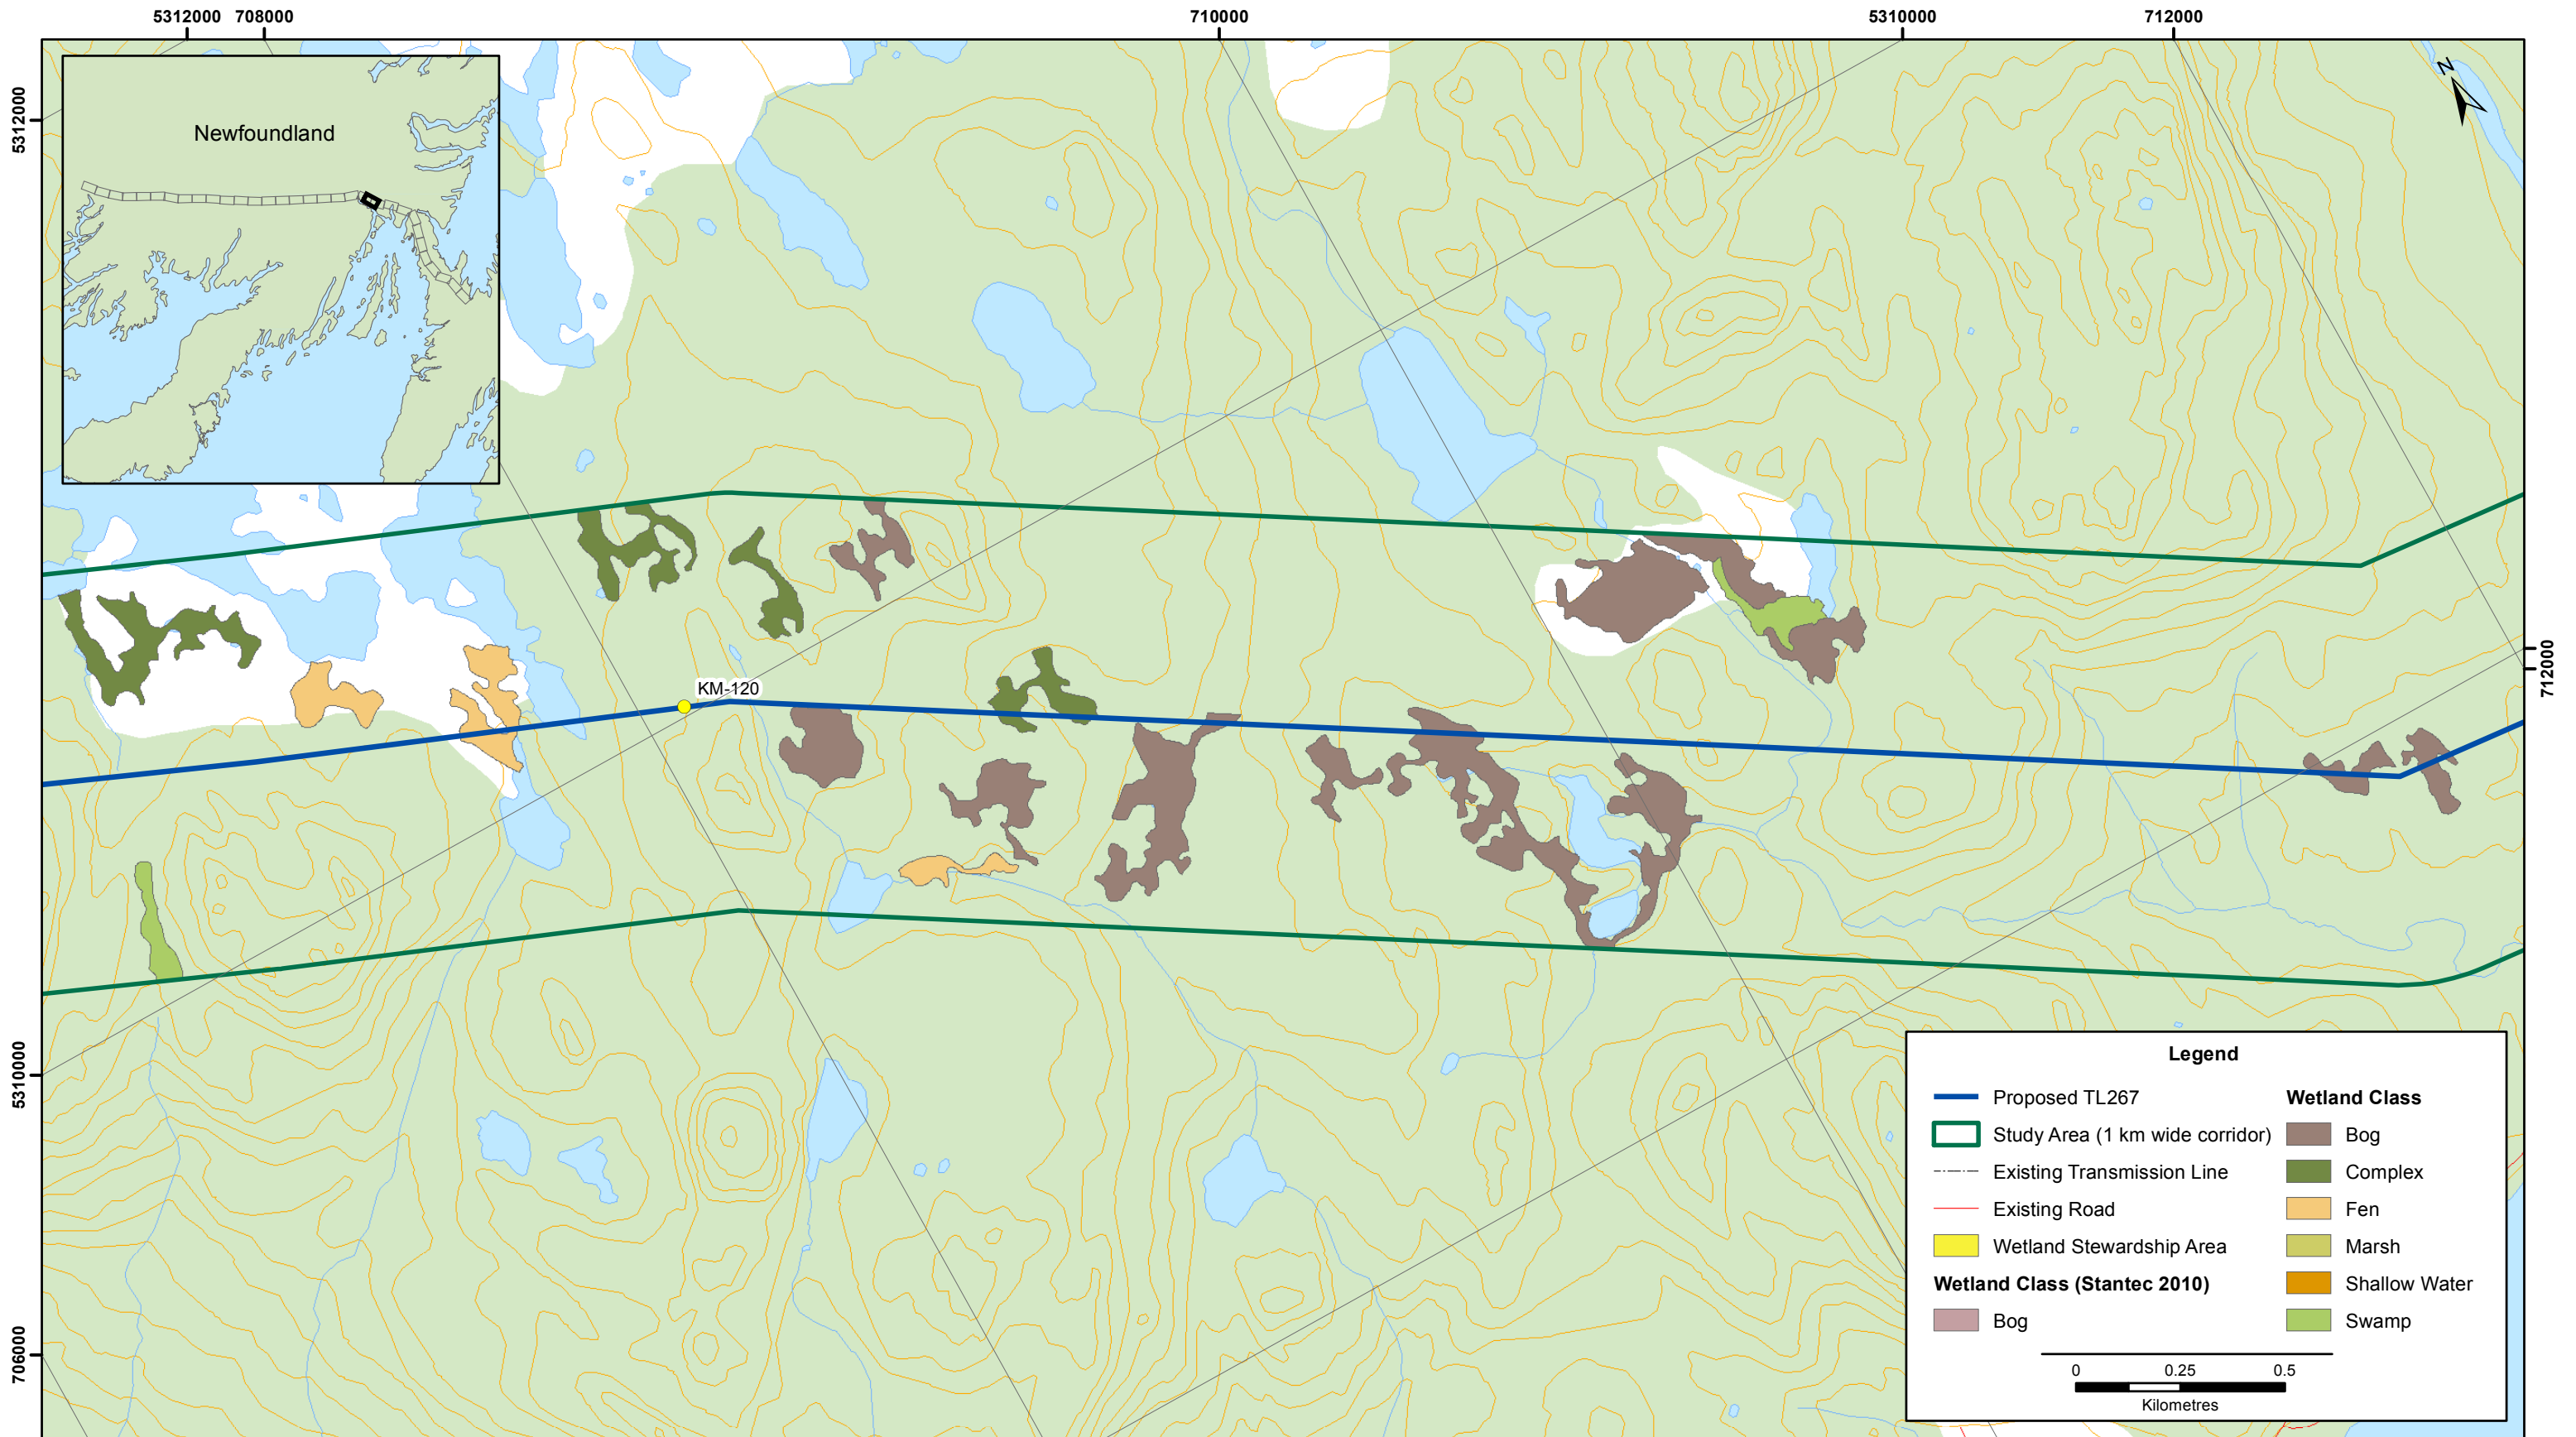 5312000 708000 710000 5310000 712000
5312000
Newfoundland
N
KM-120
712000
5310000
706000
Legend
Proposed TL267
Study Area (1 km wide corridor)
Existing Transmission Line
Existing Road
Wetland Stewardship Area
Wetland Class (Stantec 2010)
Bog
Wetland Class
Bog
Complex
Fen
Marsh
Shallow Water
Swamp
0 0.25 0.5
Kilometres